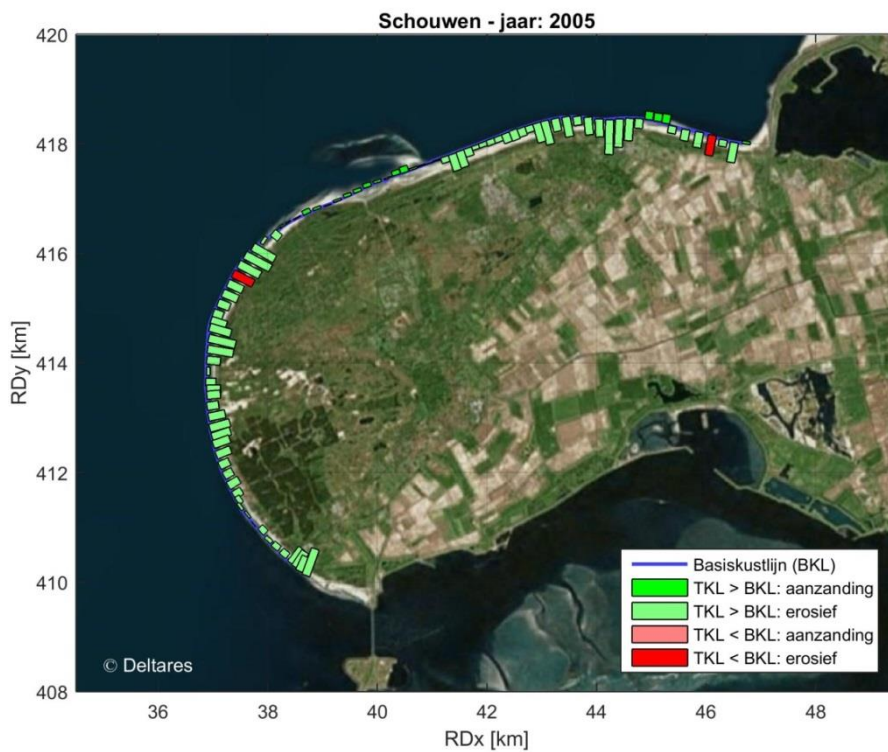 Schouwen - jaar: 2005
420
418
416
414
412
410
408
RDy [km]
36
38
40
42
44
46
48
RDx [km]
Basiskustlijn (BKL)
TKL > BKL: aanzanding
TKL > BKL: erosief
TKL < BKL: aanzanding
TKL < BKL: erosief
© Deltares